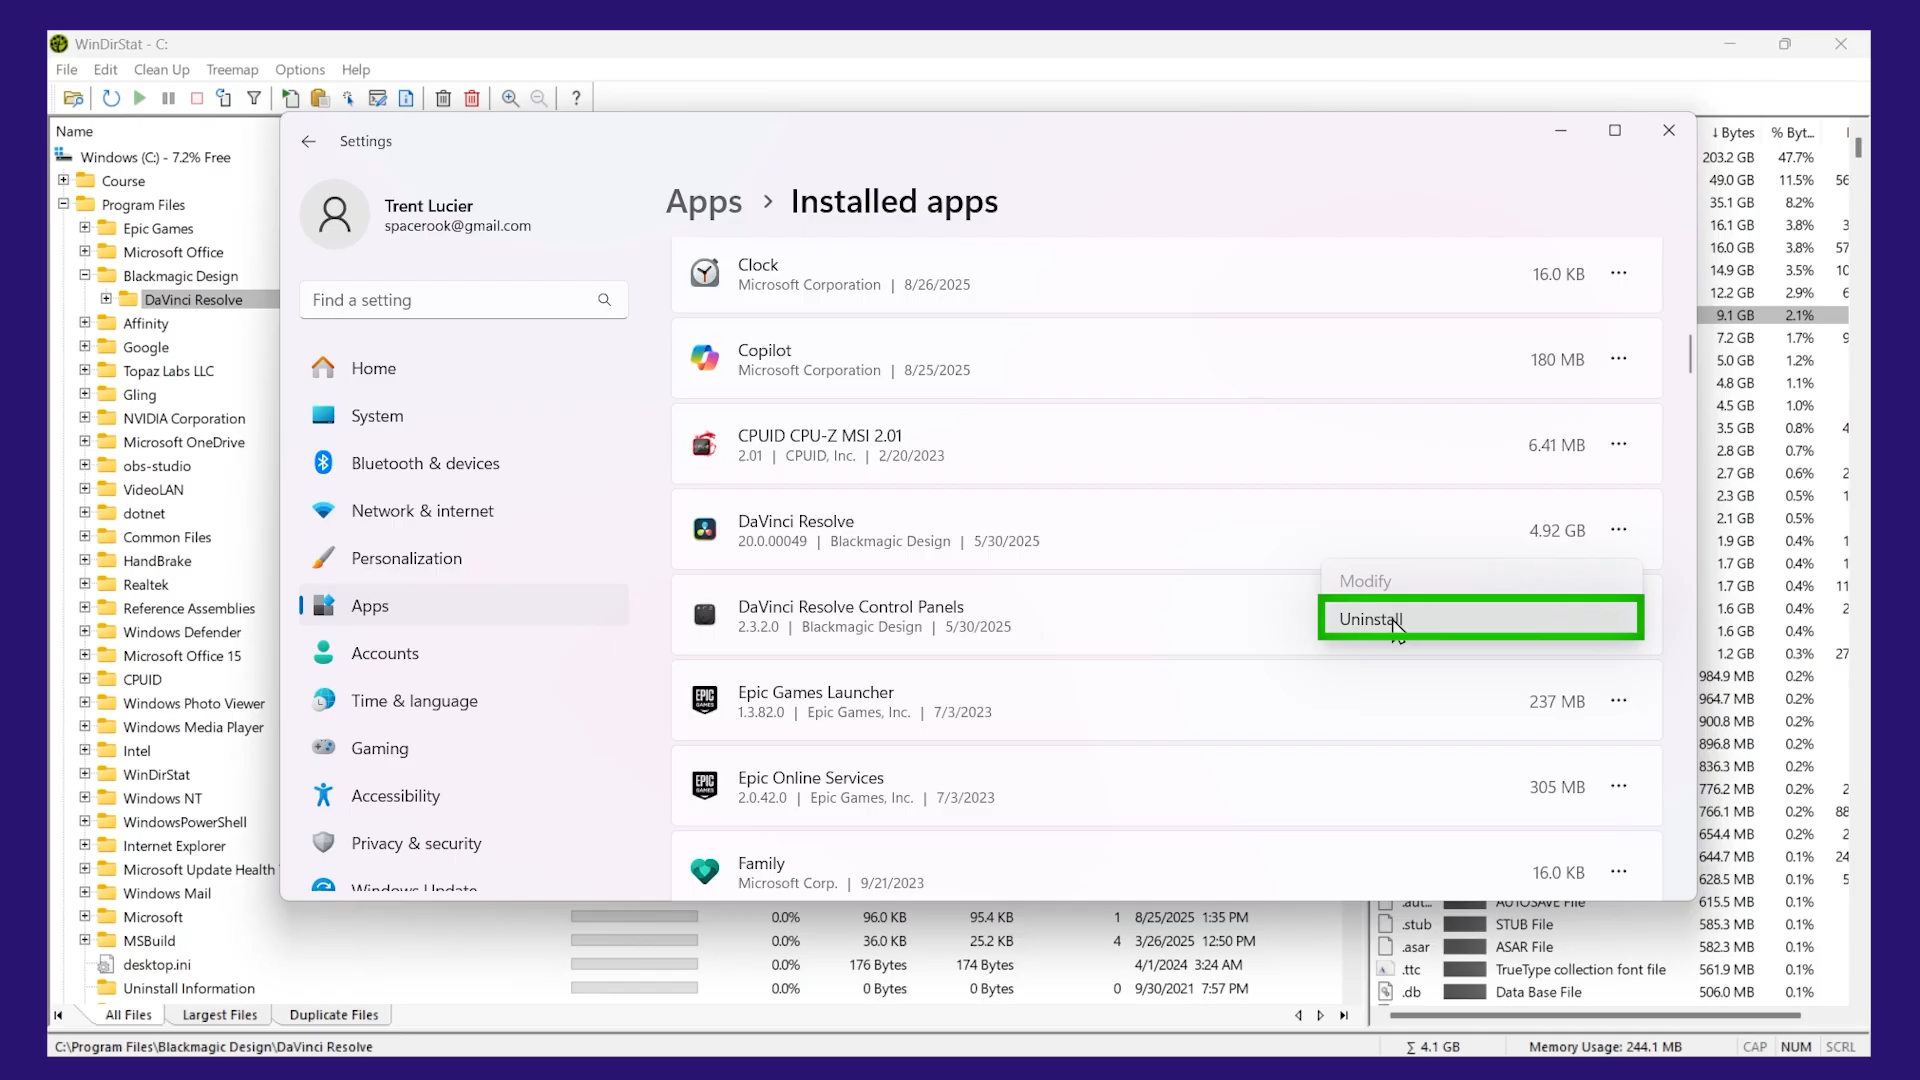 WinDirStat - C:
File Edit Clean Up Treemap Options Help
Name
Windows (C:) - 7.2% Free
Course
Program Files
Epic Games
Microsoft Office
Blackmagic Design
DaVinci Resolve
Affinity
Google
Topaz Labs LLC
Gling
NVIDIA Corporation
Microsoft OneDrive
obs-studio
VideoLAN
dotnet
Common Files
HandBrake
Realtek
Reference Assemblies
Windows Defender
Microsoft Office 15
CPUID
Windows Photo Viewer
Windows Media Player
Intel
WinDirStat
Windows NT
WindowsPowerShell
Internet Explorer
Microsoft Update Health
Windows Mail
Microsoft 0.0% 96.0 KB 95.4 KB 1 8/25/2025 1:35 PM
MSBuild 0.0% 36.0 KB 25.2 KB 4 3/26/2025 12:50 PM
desktop.ini 0.0% 176 Bytes 174 Bytes 4/1/2024 3:24 AM
Uninstall Information 0.0% 0 Bytes 0 Bytes 0 9/30/2021 7:57 PM
All Files Largest Files Duplicate Files
C:\Program Files\Blackmagic Design\DaVinci Resolve
Σ 4.1 GB Memory Usage: 244.1 MB CAP NUM SCRL
Settings
Trent Lucier
spacerook@gmail.com
Find a setting
Home
System
Bluetooth & devices
Network & internet
Personalization
Apps
Accounts
Time & language
Gaming
Accessibility
Privacy & security
Windows Update
Apps > Installed apps
Clock
Microsoft Corporation | 8/26/2025
16.0 KB
Copilot
Microsoft Corporation | 8/25/2025
180 MB
CPUID CPU-Z MSI 2.01
2.01 | CPUID, Inc. | 2/20/2023
6.41 MB
DaVinci Resolve
20.0.00049 | Blackmagic Design | 5/30/2025
4.92 GB
Modify
Uninstall
DaVinci Resolve Control Panels
2.3.2.0 | Blackmagic Design | 5/30/2025
Epic Games Launcher
1.3.82.0 | Epic Games, Inc. | 7/3/2023
237 MB
Epic Online Services
2.0.42.0 | Epic Games, Inc. | 7/3/2023
305 MB
Family
Microsoft Corp. | 9/21/2023
16.0 KB
↓Bytes % Byt...
203.2 GB 47.7%
49.0 GB 11.5% 56
35.1 GB 8.2%
16.1 GB 3.8% 3
16.0 GB 3.8% 57
14.9 GB 3.5% 10
12.2 GB 2.9% 6
9.1 GB 2.1%
7.2 GB 1.7% 9
5.0 GB 1.2%
4.8 GB 1.1%
4.5 GB 1.0%
3.5 GB 0.8% 4
2.8 GB 0.7%
2.7 GB 0.6% 2
2.3 GB 0.5% 1
2.1 GB 0.5%
1.9 GB 0.4% 1
1.7 GB 0.4% 1
1.7 GB 0.4% 11
1.6 GB 0.4% 2
1.6 GB 0.4%
1.2 GB 0.3% 27
984.9 MB 0.2%
964.7 MB 0.2%
900.8 MB 0.2%
896.8 MB 0.2%
836.3 MB 0.2%
776.2 MB 0.2% 2
766.1 MB 0.2% 88
654.4 MB 0.2% 2
644.7 MB 0.1% 24
628.5 MB 0.1% 5
.aut... AUTOSAVE File 615.5 MB 0.1%
.stub STUB File 585.3 MB 0.1%
.asar ASAR File 582.3 MB 0.1%
.ttc TrueType collection font file 561.9 MB 0.1%
.db Data Base File 506.0 MB 0.1%